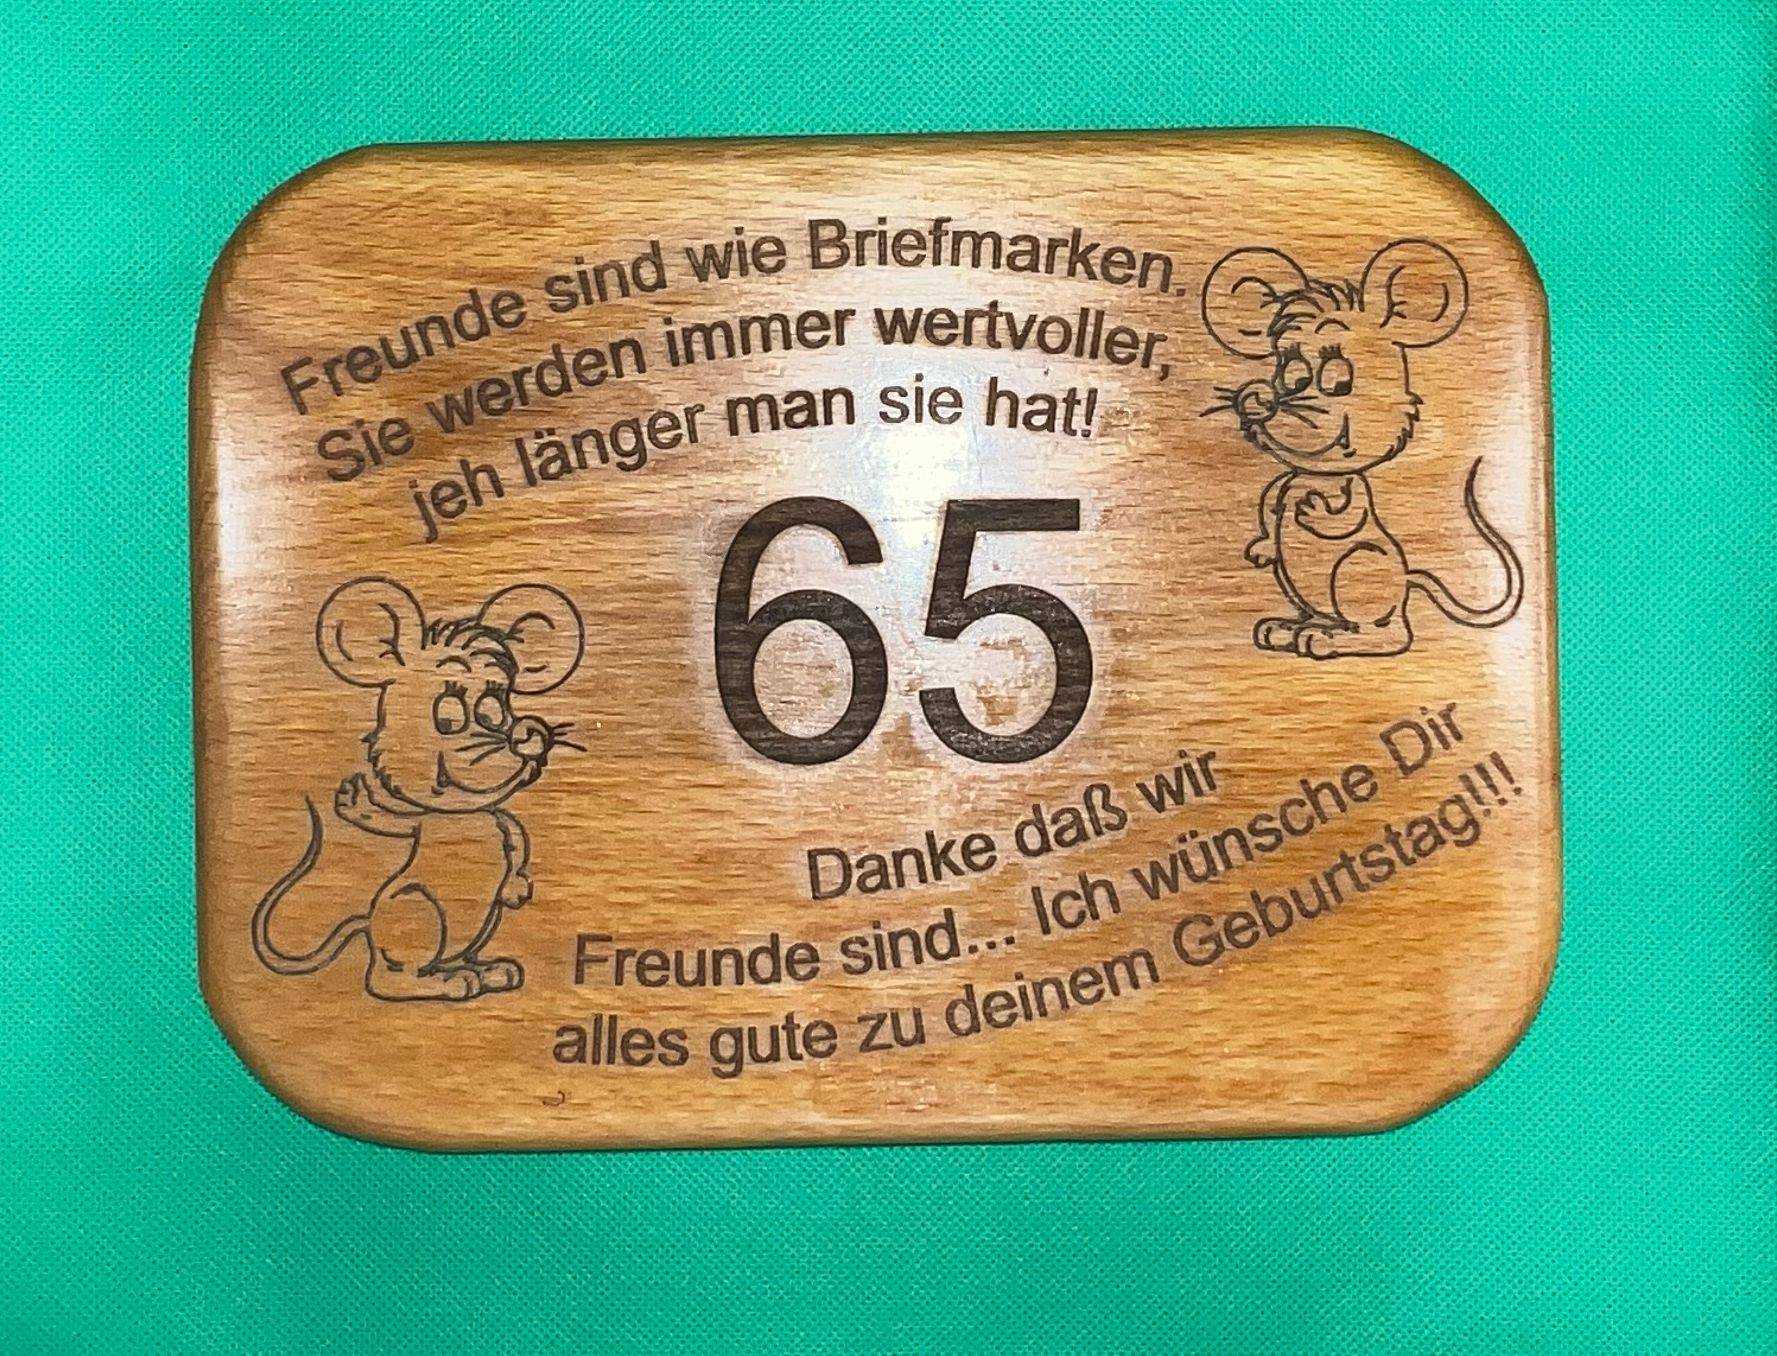 Freunde sind wie Briefmarken.
Sie werden immer wertvoller,
jeh länger man sie hat!
65
Danke daß wir
Freunde sind... Ich wünsche Dir
alles gute zu deinem Geburtstag!!!